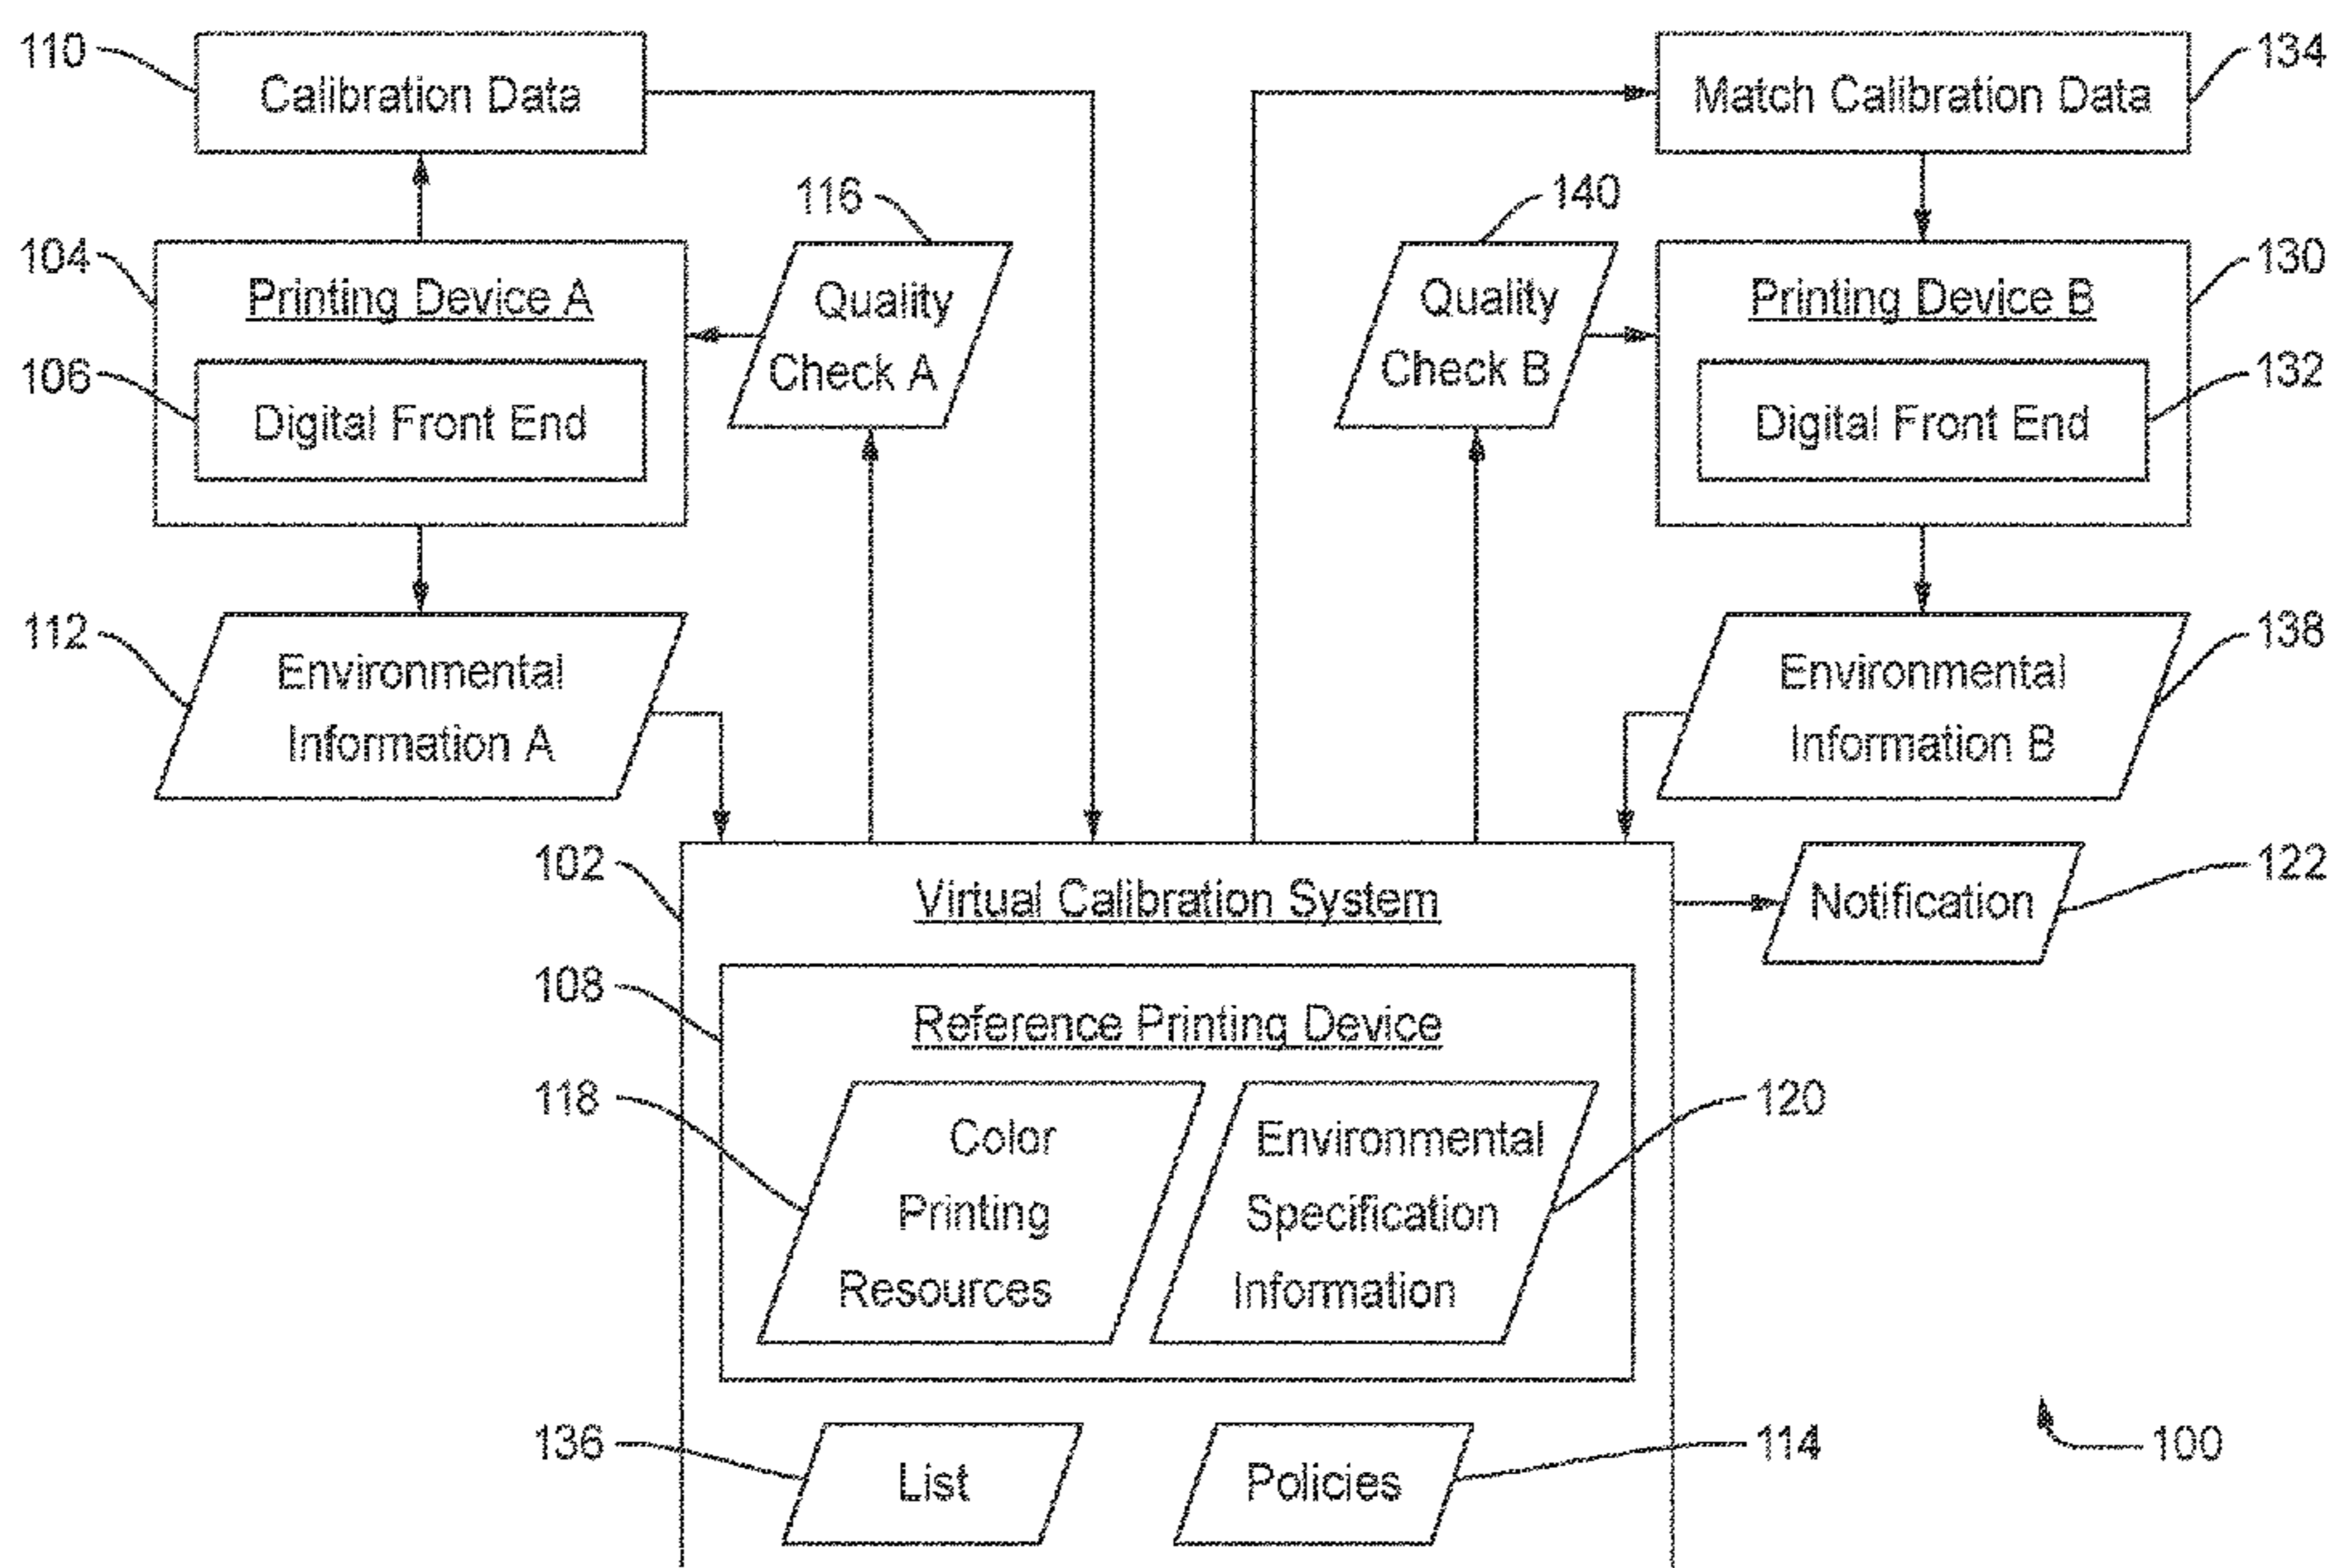 110
Calibration Data
Match Calibration Data
134
116
140
104
Printing Device A
Quality
Check A
Quality
Check B
Printing Device B
130
106
Digital Front End
Digital Front End
132
112
Environmental
Information A
Environmental
Information B
138
102
Virtual Calibration System
Notification
122
108
Reference Printing Device
118
Color
Printing
Resources
Environmental
Specification
Information
120
136
List
Policies
114
100